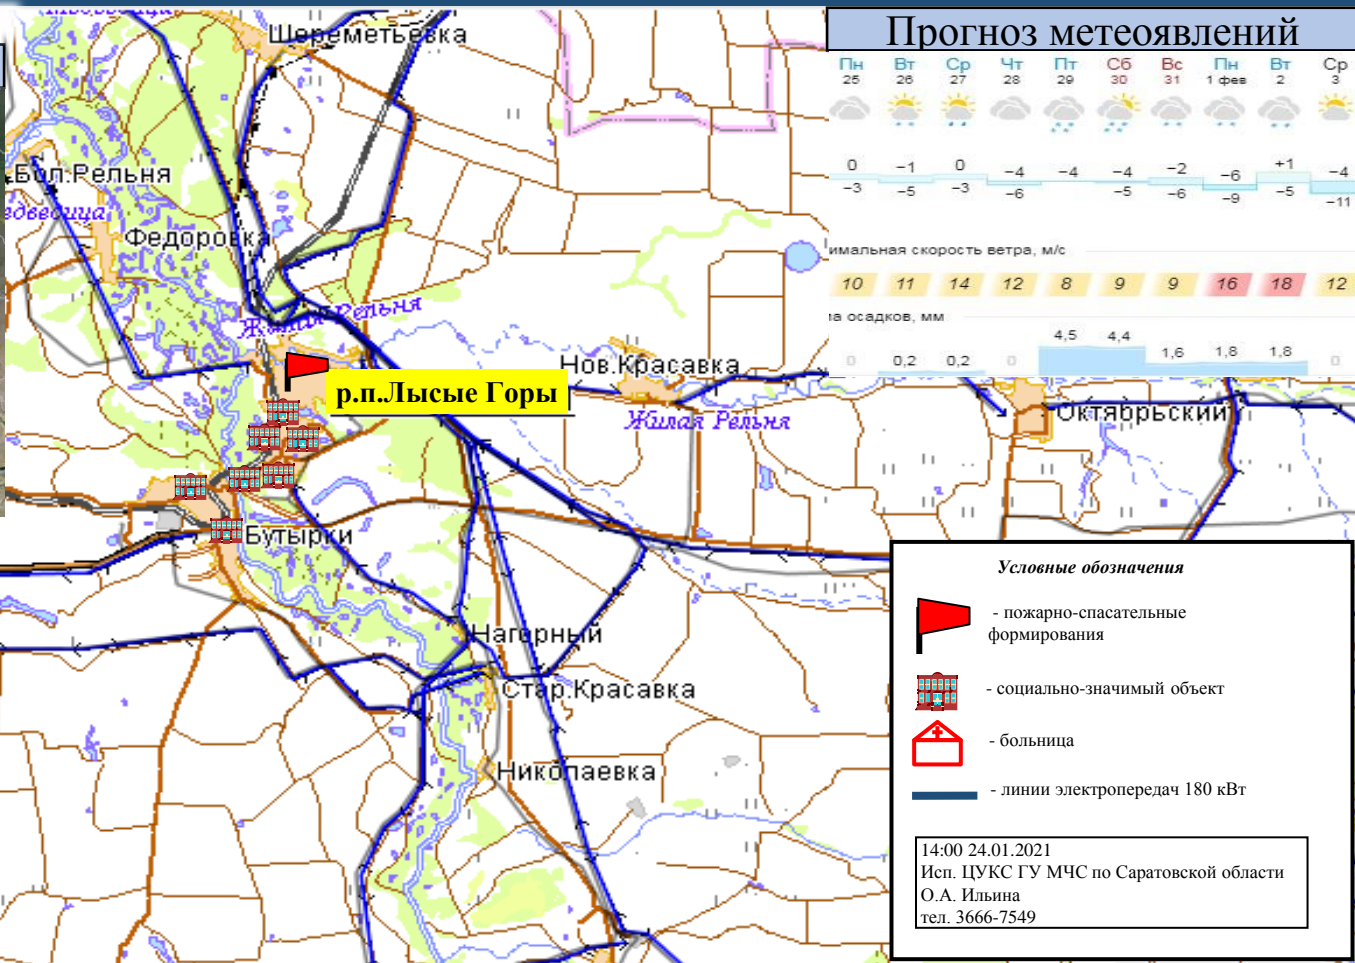 Медведица
Шереметьевка
Бол.Рельня
Федоровка
Жилая Рельня
Нов.Красавка
р.п.Лысые Горы
Жилая Рельня
Октябрьский
Бутырки
Нагорный
Стар.Красавка
Николаевка
Прогноз метеоявлений
Пн Вт Ср Чт Пт Сб Вс Пн Вт Ср
25 26 27 28 29 30 31 1 фев 2 3
0 −1 0 −4 −4 −4 −2 −6 +1 −4
−3 −5 −3 −6 −5 −6 −9 −5 −11
имальная скорость ветра, м/с
10 11 14 12 8 9 9 16 18 12
а осадков, мм
0 0,2 0,2 0 4,5 4,4 1,6 1,8 1,8 0
Условные обозначения
- пожарно-спасательные
формирования
- социально-значимый объект
- больница
- линии электропередач 180 кВт
14:00 24.01.2021
Исп. ЦУКС ГУ МЧС по Саратовской области
О.А. Ильина
тел. 3666-7549